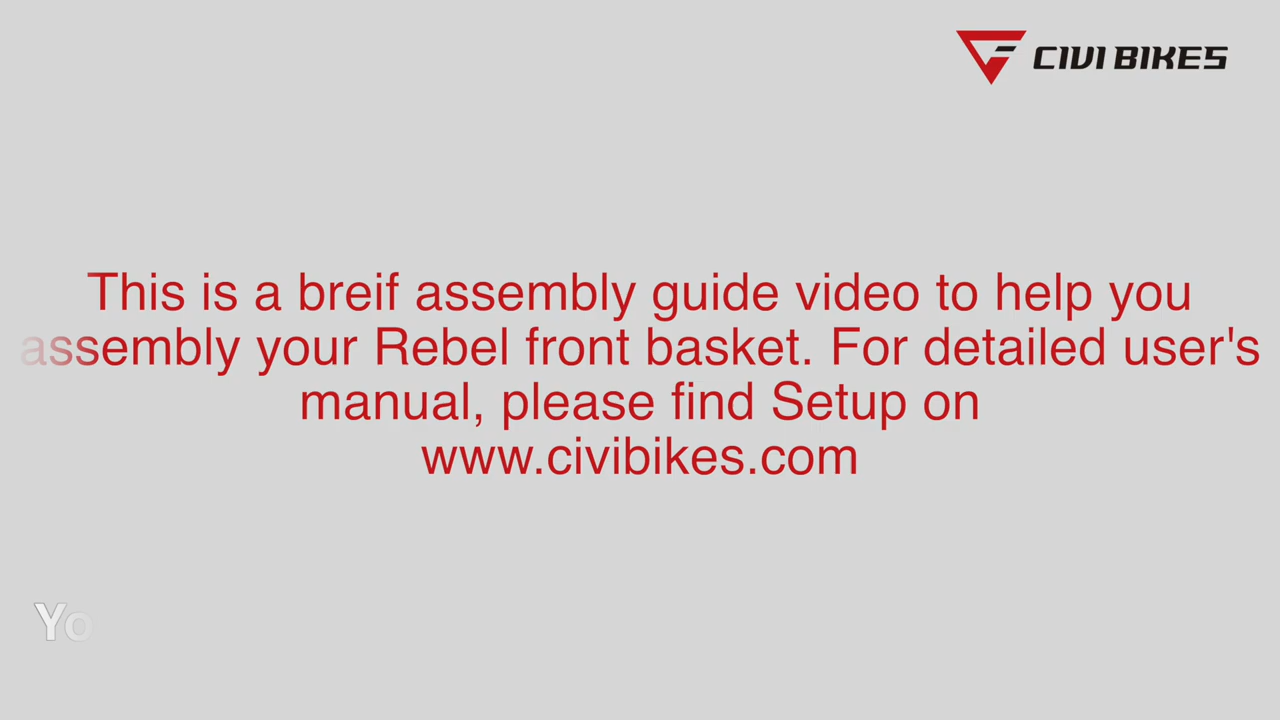 CIVI BIKES
This is a breif assembly guide video to help you
assembly your Rebel front basket. For detailed user's
manual, please find Setup on
www.civibikes.com
Yo